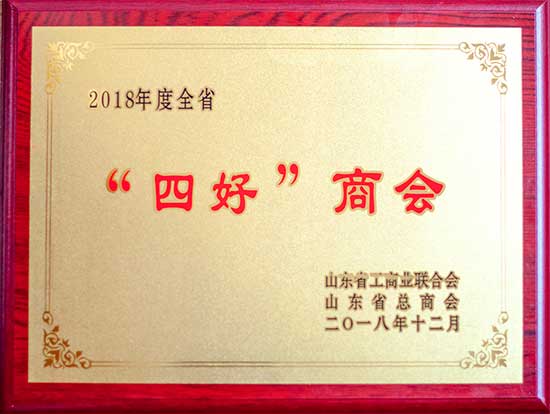 2018年度全省
“四好”商会
山东省工商业联合会
山东省总商会
二〇一八年十二月